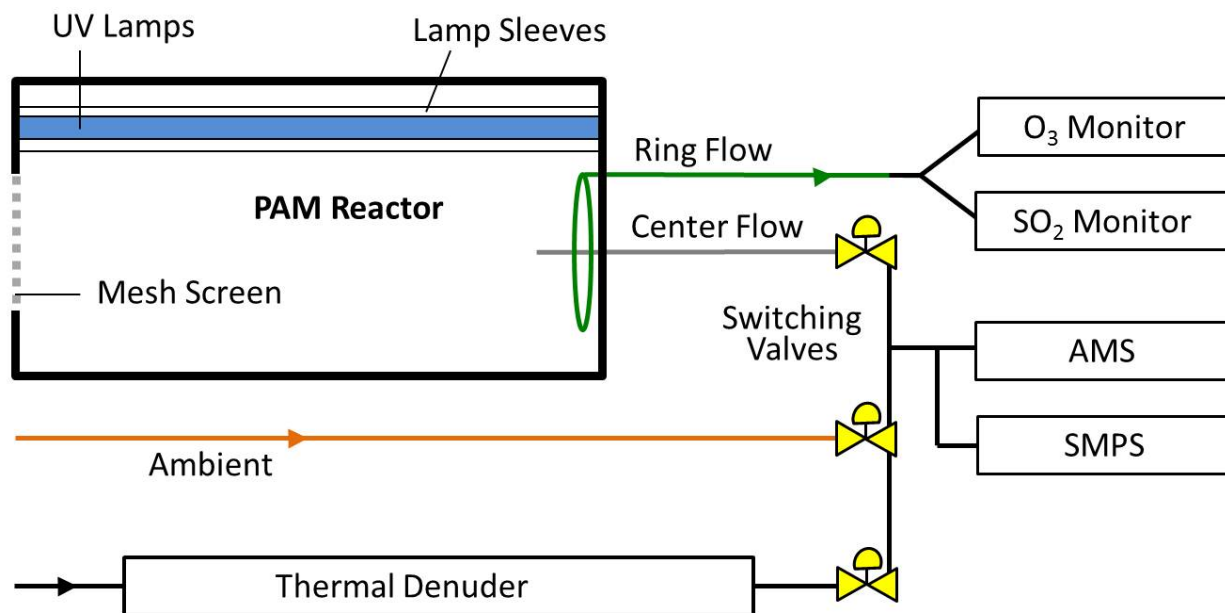 UV Lamps
Lamp Sleeves
O₃ Monitor
Ring Flow
PAM Reactor
SO₂ Monitor
Center Flow
Mesh Screen
Switching
Valves
AMS
SMPS
Ambient
Thermal Denuder